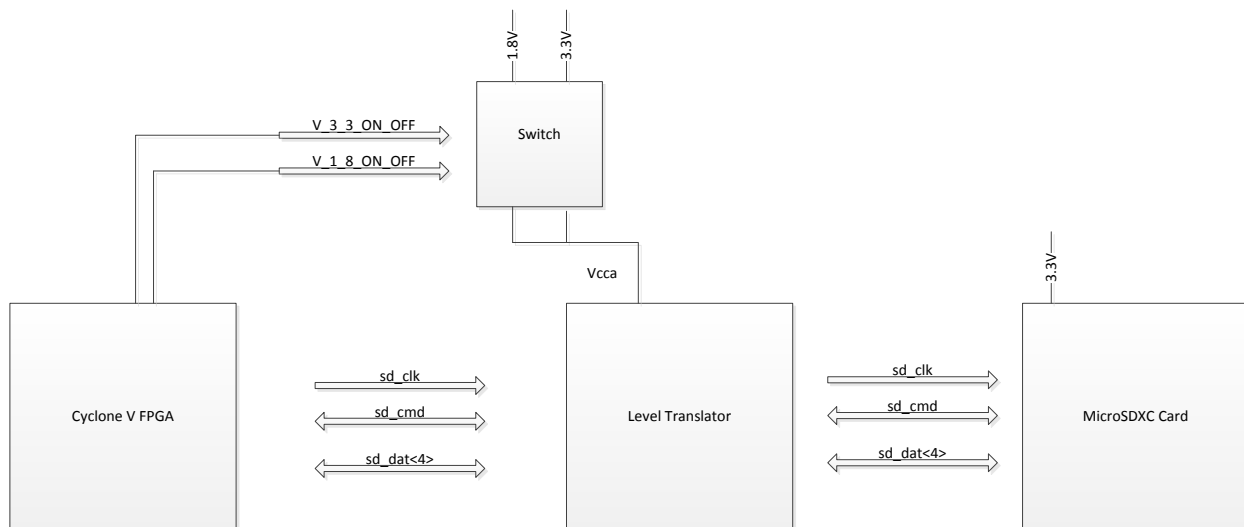 1.8V
3.3V
V_3_3_ON_OFF
Switch
V_1_8_ON_OFF
Vcca
3.3V
sd_clk
sd_clk
Cyclone V FPGA
sd_cmd
Level Translator
sd_cmd
MicroSDXC Card
sd_dat<4>
sd_dat<4>